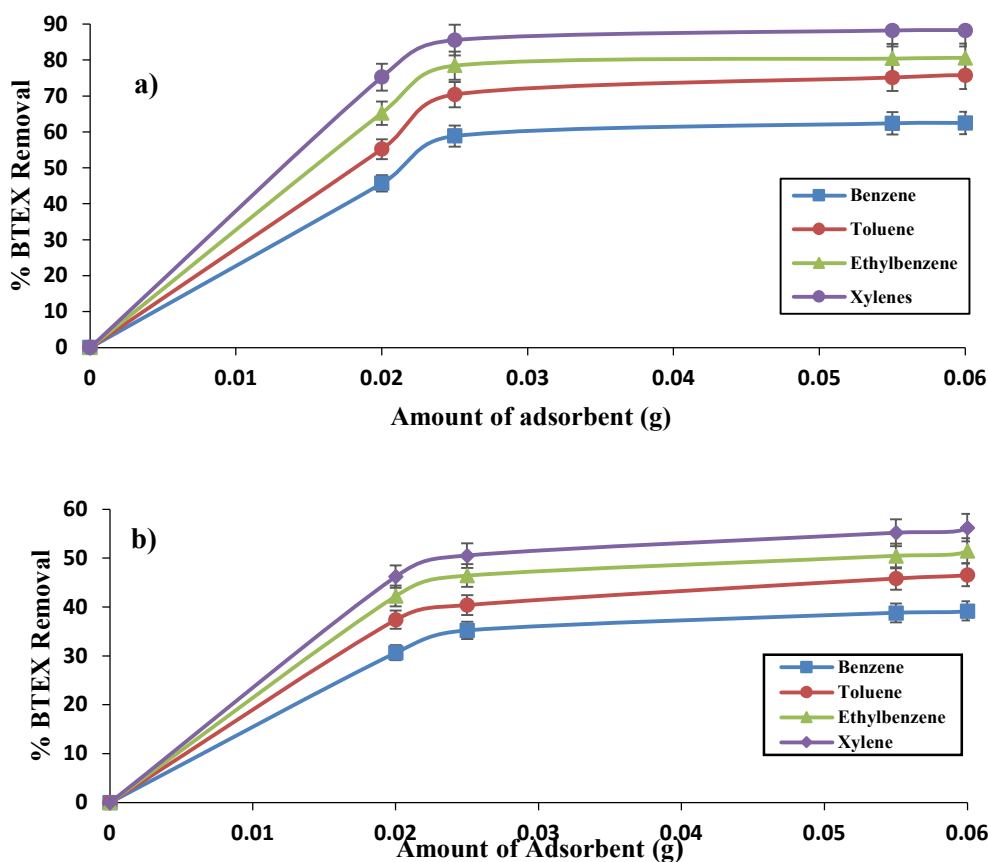 90
80
70
60
50
40
30
20
10
0
% BTEX Removal
a)
Benzene
Toluene
Ethylbenzene
Xylenes
0 0.01 0.02 0.03 0.04 0.05 0.06
Amount of adsorbent (g)
60
50
40
30
20
10
0
% BTEX Removal
b)
Benzene
Toluene
Ethylbenzene
Xylene
0 0.01 0.02 0.03 0.04 0.05 0.06
Amount of Adsorbent (g)